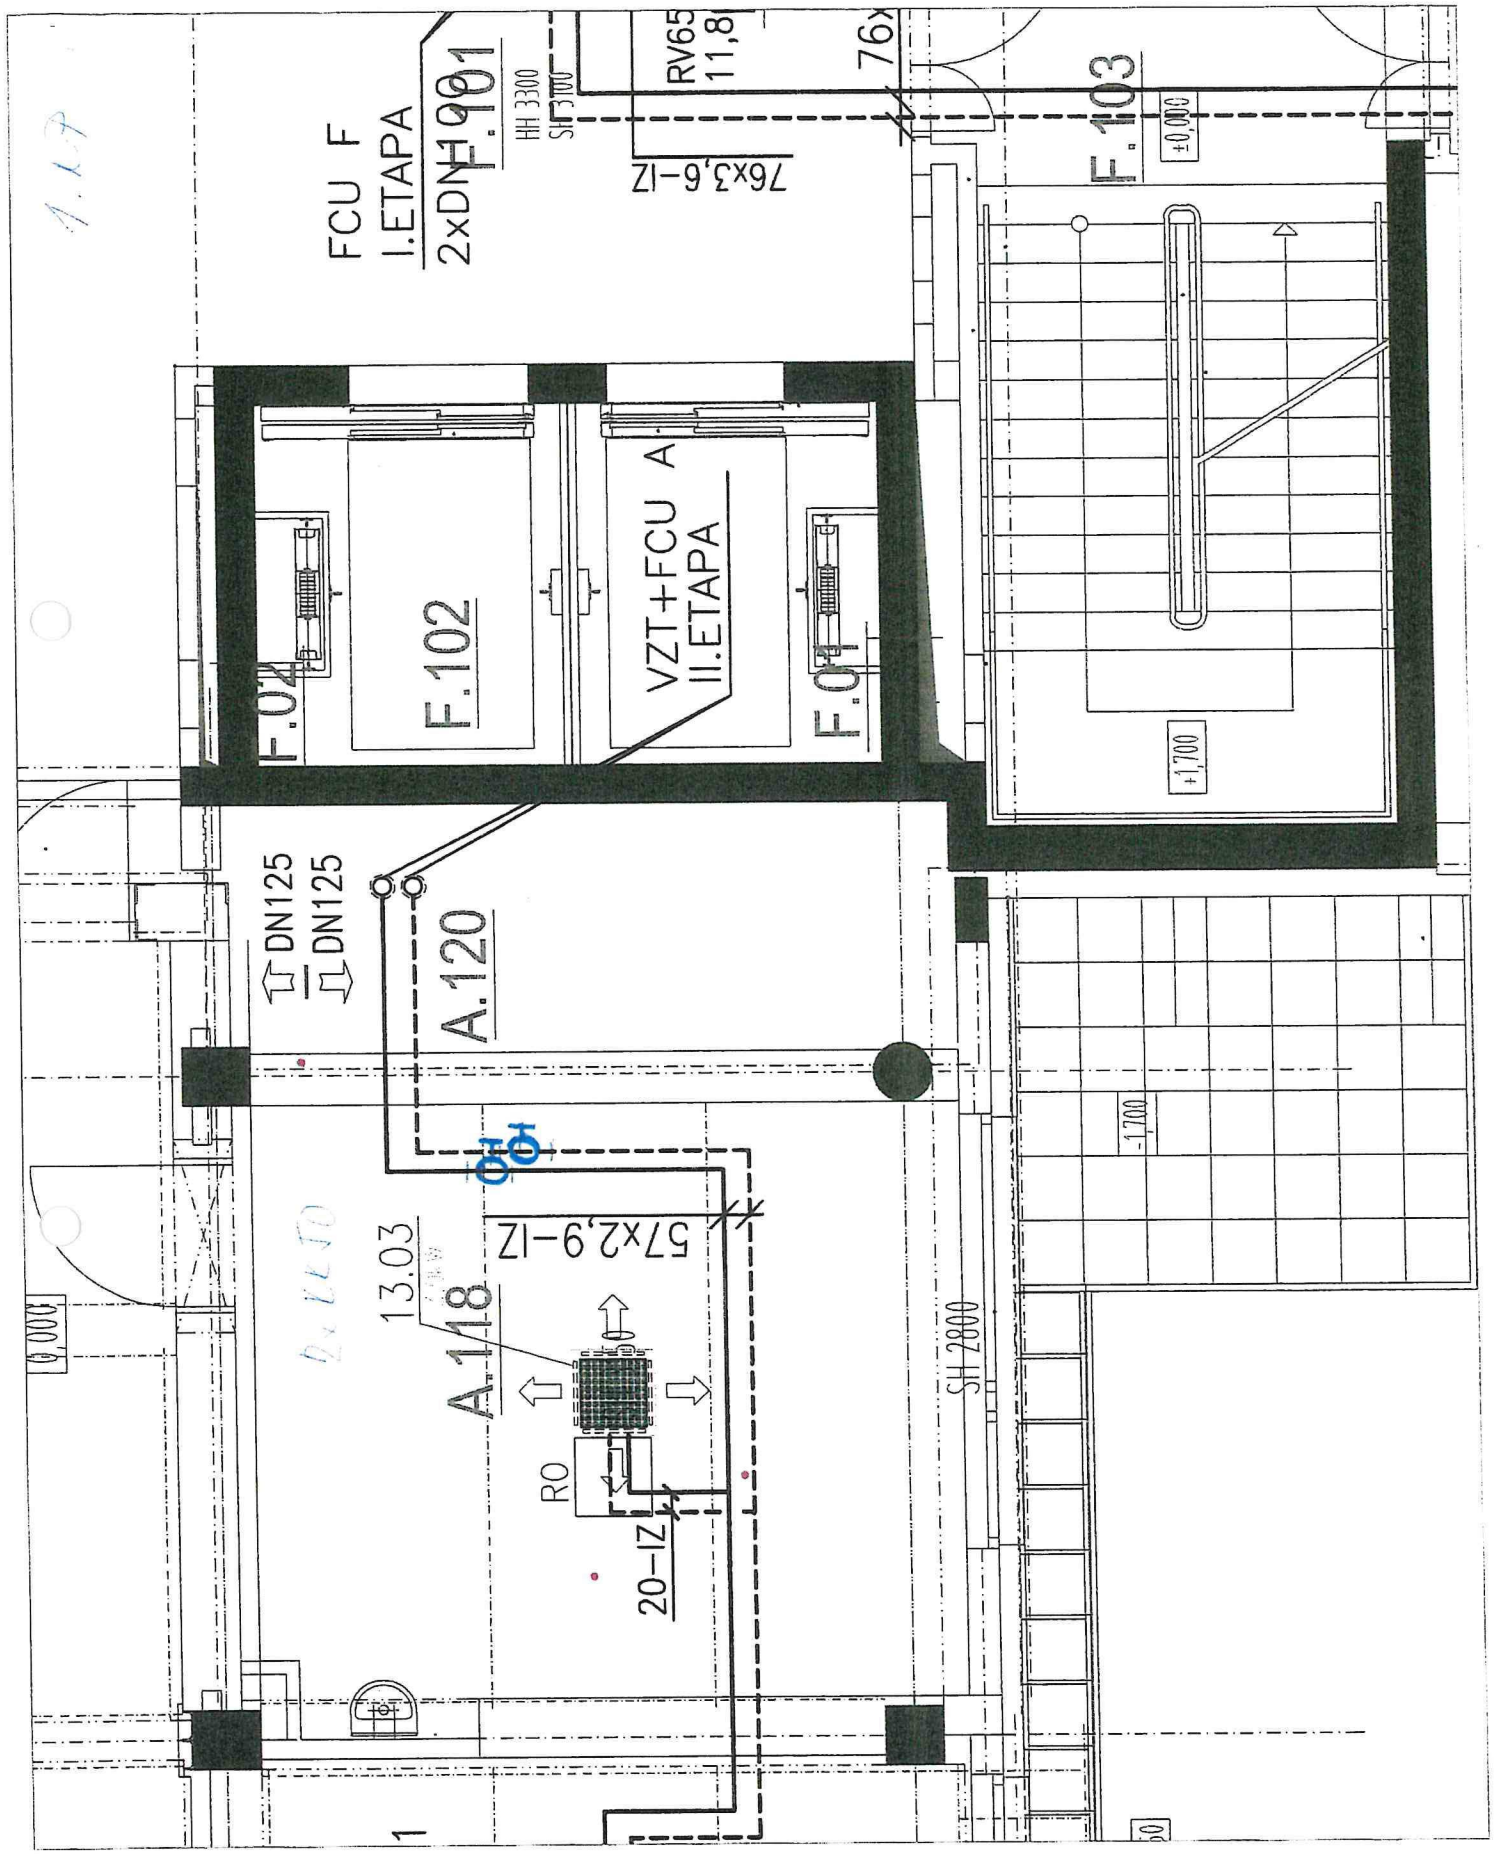 FCU F
I.ETAPA
2xDN100
F.101
HH 3300
SH 3100
RV65
11,8
76x
76x3,6-IZ
F.103
±0,000
F.02
F.102
VZT+FCU A
II.ETAPA
F.01
+1,700
DN125
DN125
A.120
-1,700
57x2,9-IZ
13.03
A.118
RO
20-IZ
SH 2800
0,000
1
50